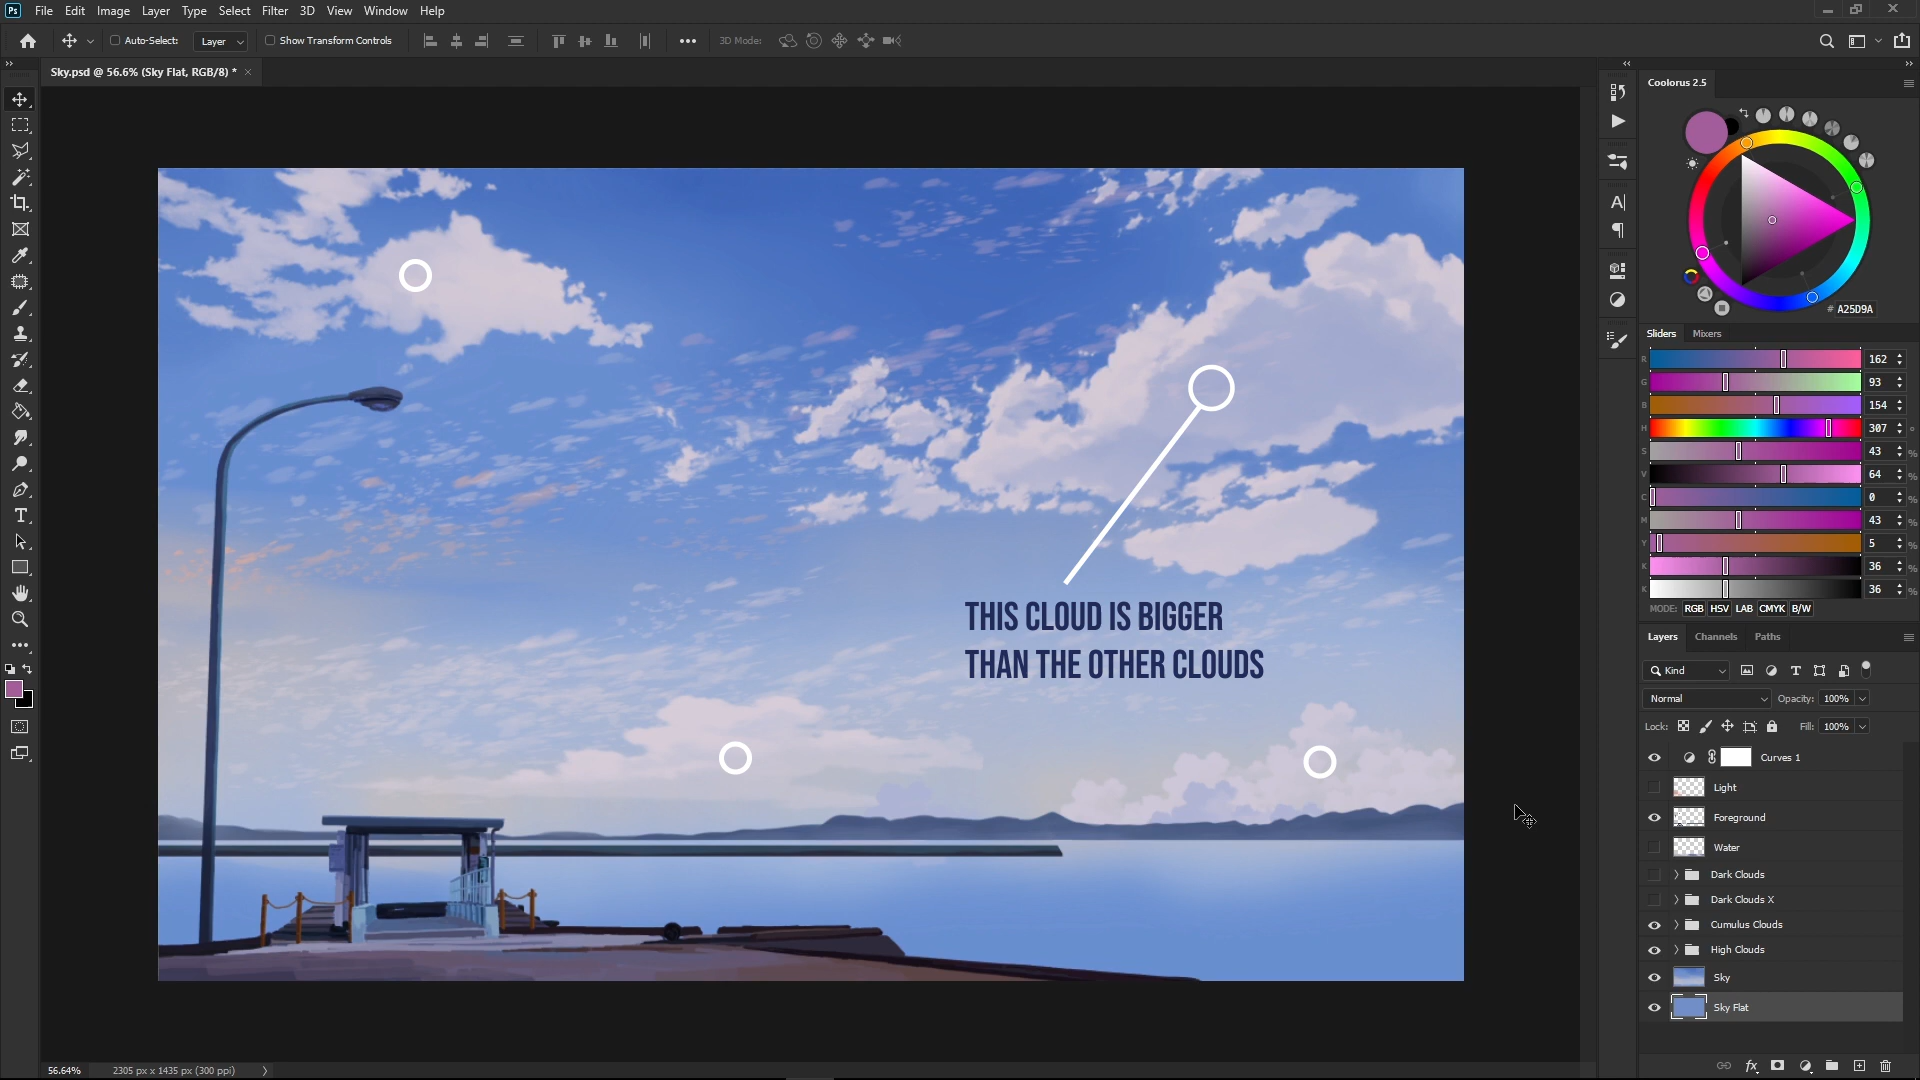 Ps File Edit Image Layer Type Select Filter 3D View Window Help
Auto-Select: Layer Show Transform Controls 3D Mode:
Sky.psd @ 56.6% (Sky Flat, RGB/8) *
Coolorus 2.5
# A25D9A
Sliders Mixers
R 162
G 93
B 154
H 307 °
S 43 %
V 64 %
C 0 %
M 43 %
Y 5 %
K 36 %
K 36 %
MODE: RGB HSV LAB CMYK B/W
THIS CLOUD IS BIGGER
THAN THE OTHER CLOUDS
Layers Channels Paths
Kind
Normal Opacity: 100%
Lock: Fill: 100%
Curves 1
Light
Foreground
Water
Dark Clouds
Dark Clouds X
Cumulus Clouds
High Clouds
Sky
Sky Flat
56.64% 2305 px x 1435 px (300 ppi)